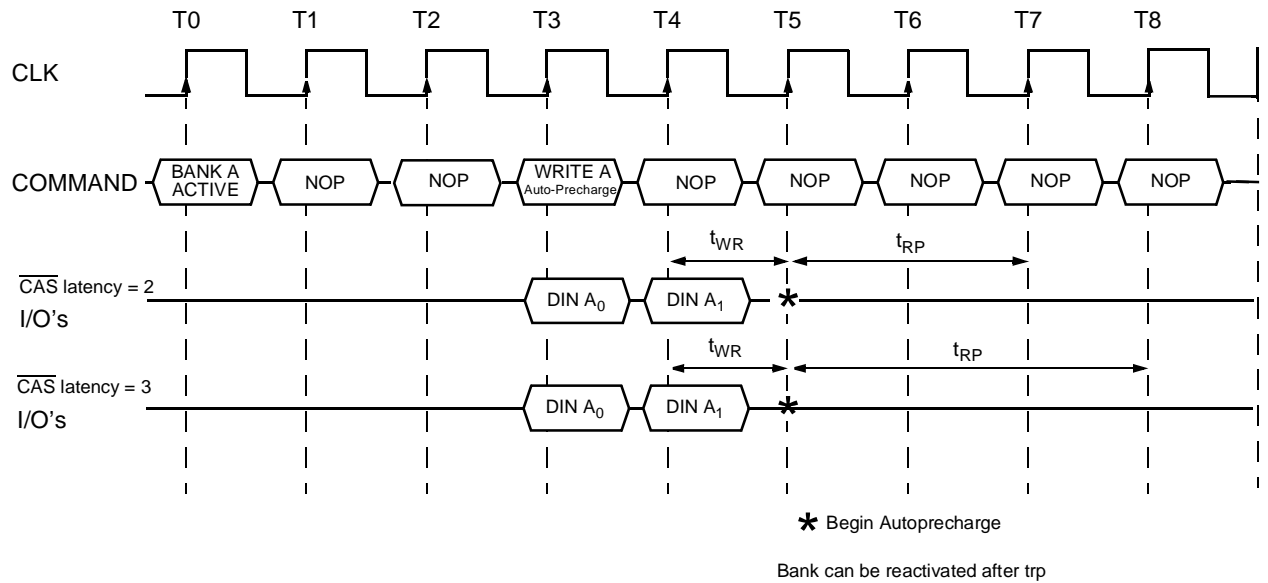 T0 T1 T2 T3 T4 T5 T6 T7 T8
CLK
COMMAND
BANK A
ACTIVE
NOP
NOP
WRITE A
Auto-Precharge
NOP
NOP
NOP
NOP
NOP
tWR
tRP
CAS latency = 2
I/O's
DIN A0
DIN A1
*
tWR
tRP
CAS latency = 3
I/O's
DIN A0
DIN A1
*
* Begin Autoprecharge
Bank can be reactivated after trp